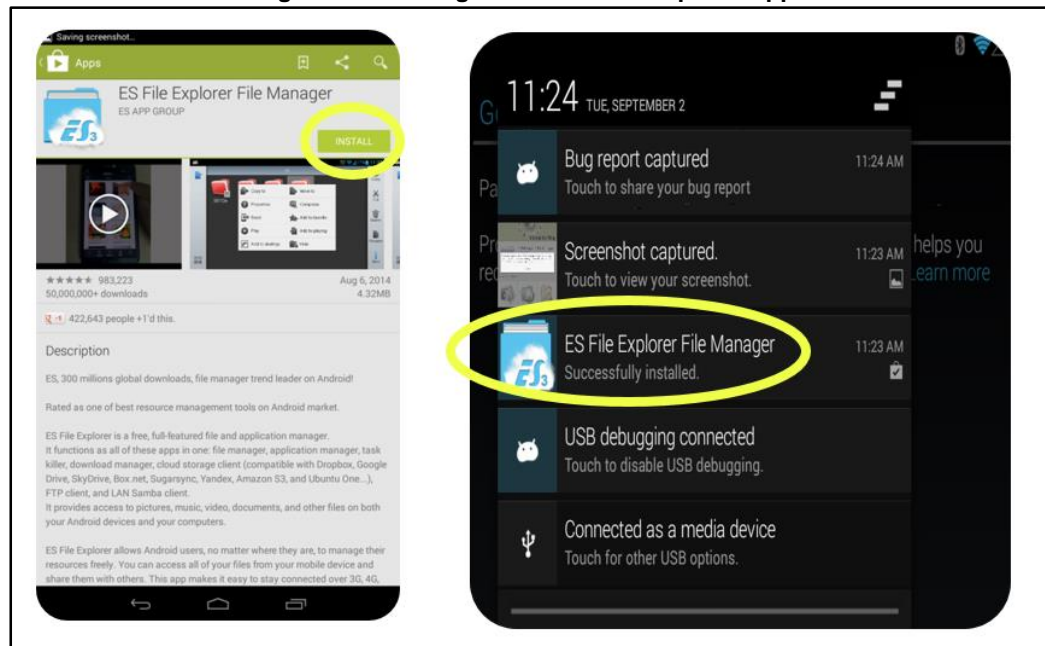 Saving screenshot...
Apps
ES File Explorer File Manager
ES APP GROUP
INSTALL
ES3
Copy to
Move to
Properties
Compress
Play
★★★★★ 983,223
Aug 6, 2014
50,000,000+ downloads
4.32MB
422,643 people +1'd this.
Description
ES, 300 millions global downloads, file manager trend leader on Android!
Rated as one of best resource management tools on Android market.
ES File Explorer is a free, full-featured file and application manager.
It functions as all of these apps in one: file manager, application manager, task
killer, download manager, cloud storage client (compatible with Dropbox, Google
Drive, SkyDrive, Box.net, Sugarsync, Yandex, Amazon S3, and Ubuntu One...),
FTP client, and LAN Samba client.
It provides access to pictures, music, video, documents, and other files on both
your Android devices and your computers.
ES File Explorer allows Android users, no matter where they are, to manage their
resources freely. You can access all of your files from your mobile device and
share them with others. This app makes it easy to stay connected over 3G, 4G,
11:24 TUE, SEPTEMBER 2
Bug report captured
11:24 AM
Touch to share your bug report
Screenshot captured.
11:23 AM
Touch to view your screenshot.
helps you
Learn more
ES File Explorer File Manager
11:23 AM
Successfully installed.
ES3
USB debugging connected
Touch to disable USB debugging.
Connected as a media device
Touch for other USB options.